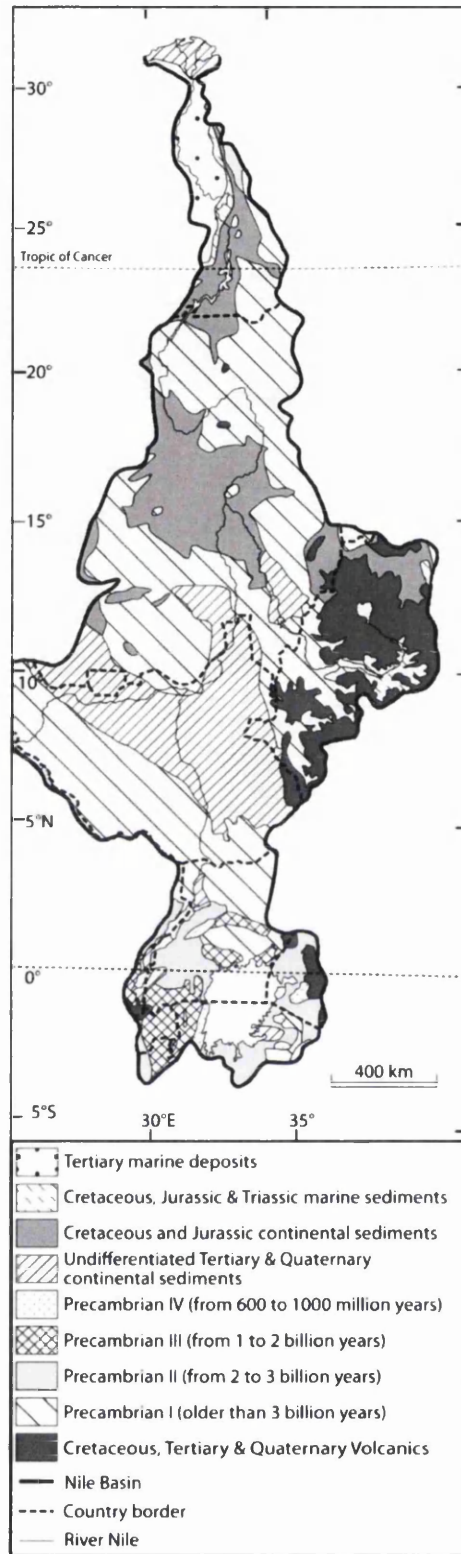 30°
25°
Tropic of Cancer
20°
15°
10°
5°N
0°
400 km
5°S
30°E 35°
Tertiary marine deposits
Cretaceous, Jurassic & Triassic marine sediments
Cretaceous and Jurassic continental sediments
Undifferentiated Tertiary & Quaternary
continental sediments
Precambrian IV (from 600 to 1000 million years)
Precambrian III (from 1 to 2 billion years)
Precambrian II (from 2 to 3 billion years)
Precambrian I (older than 3 billion years)
Cretaceous, Tertiary & Quaternary Volcanics
Nile Basin
Country border
River Nile